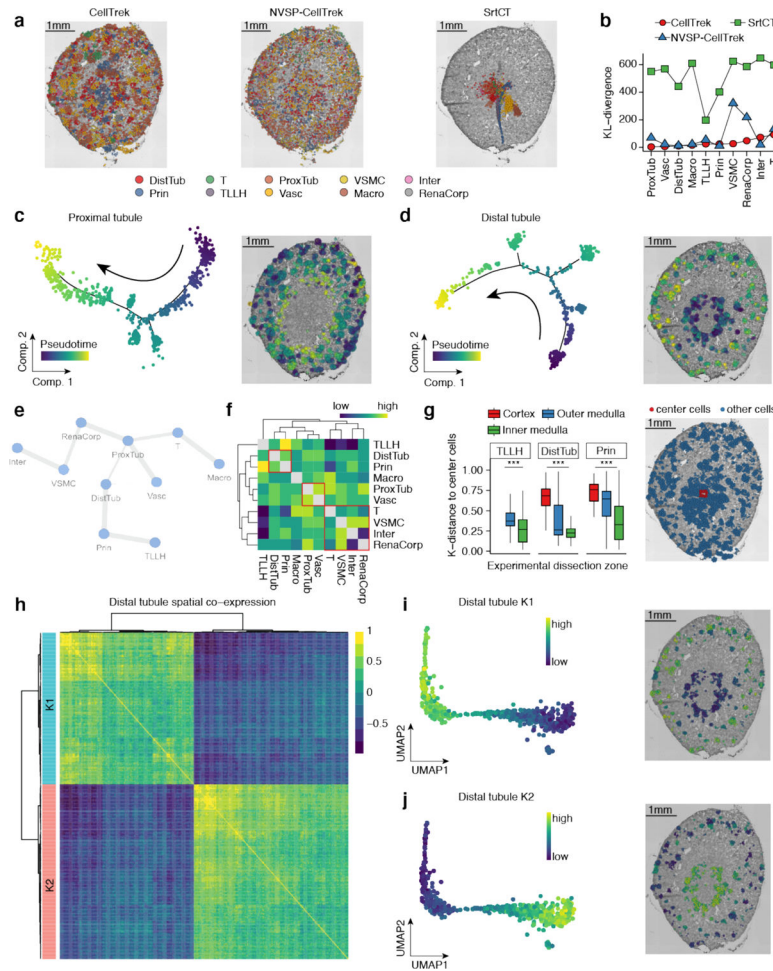 a
CellTrek
NVSP-CellTrek
SrtCT
1mm
1mm
1mm
DistTub
T
ProxTub
VSMC
Inter
Prin
TLLH
Vasc
Macro
RenaCorp
b
CellTrek
SrtCT
NVSP-CellTrek
KL-divergence
600
400
200
0
ProxTub
Vasc
DistTub
Macro
TLLH
Prin
VSMC
RenaCorp
Inter
c
Proximal tubule
1mm
Pseudotime
Comp. 2
Comp. 1
d
Distal tubule
1mm
Pseudotime
Comp. 2
Comp. 1
e
RenaCorp
ProxTub
T
Inter
VSMC
DistTub
Vasc
Macro
Prin
TLLH
f
low
high
TLLH
DistTub
Prin
Macro
ProxTub
Vasc
T
VSMC
Inter
RenaCorp
TLLH
DistTub
Prin
Macro
ProxTub
Vasc
T
VSMC
Inter
RenaCorp
g
Cortex
Outer medulla
Inner medulla
TLLH
DistTub
Prin
***
***
***
K-distance to center cells
1.00
0.75
0.50
0.25
0.00
Experimental dissection zone
center cells
other cells
1mm
h
Distal tubule spatial co-expression
K1
K2
1
0.5
0
-0.5
i
Distal tubule K1
high
low
UMAP2
UMAP1
1mm
j
Distal tubule K2
high
low
UMAP2
UMAP1
1mm